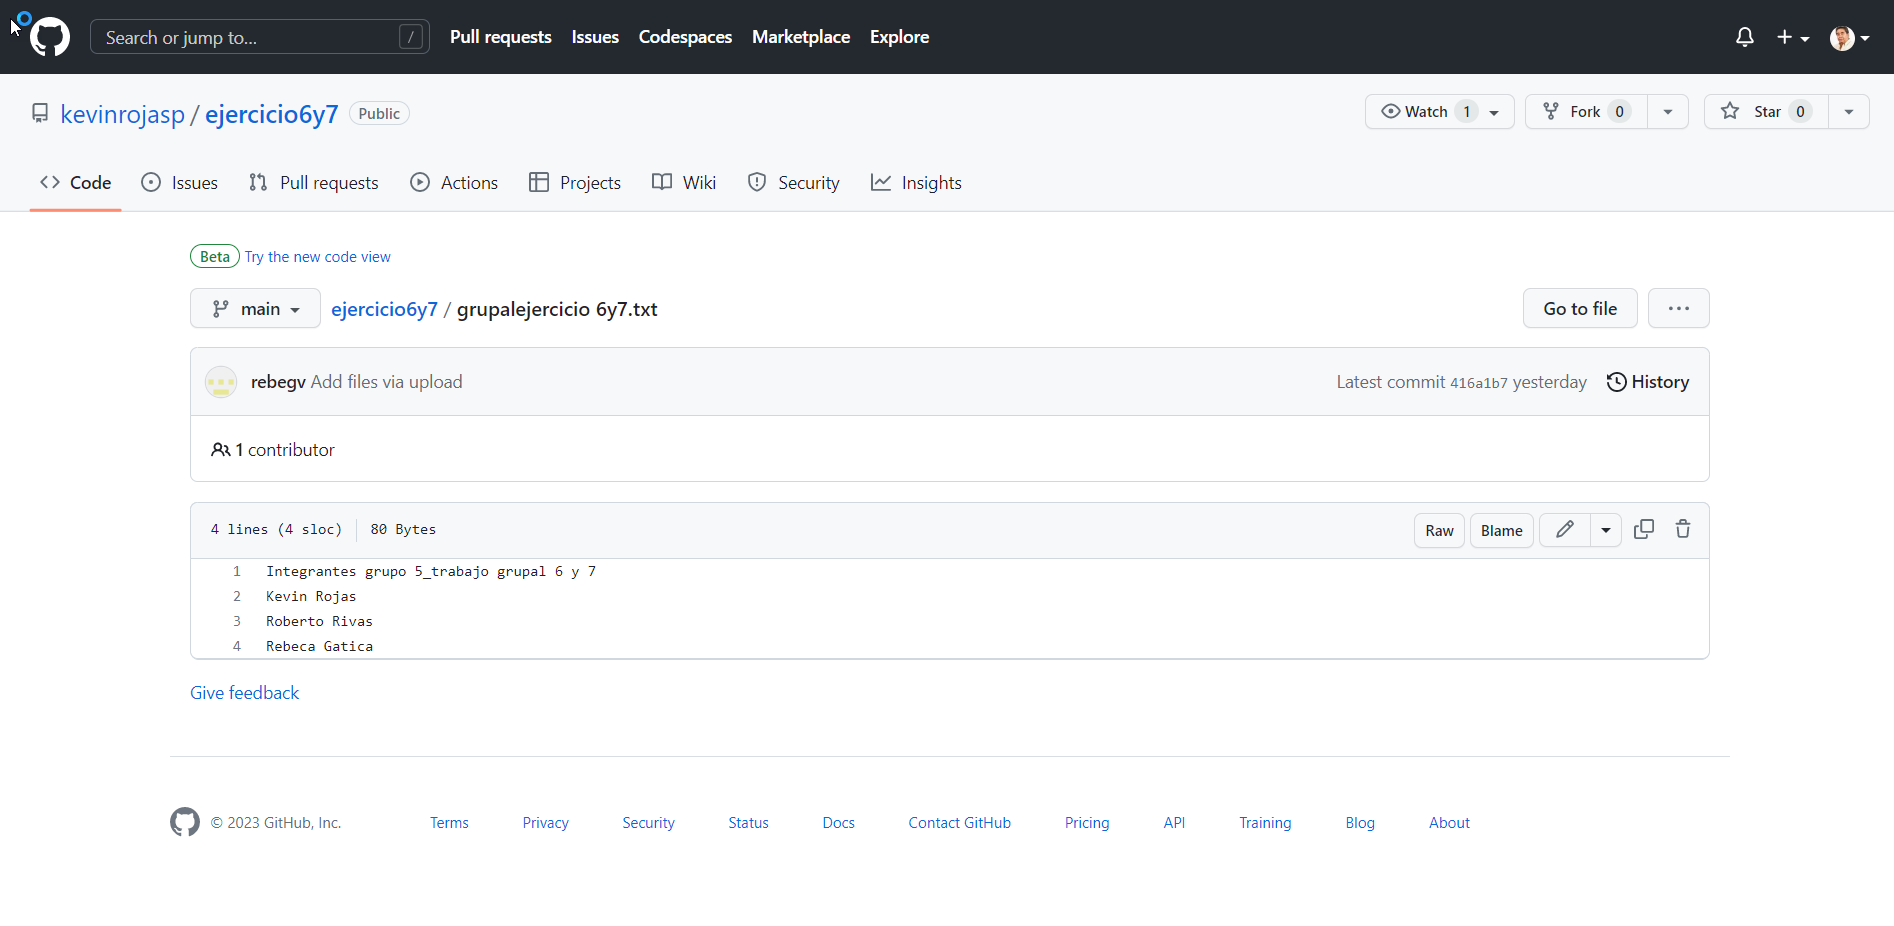 Search or jump to... /
Pull requests Issues Codespaces Marketplace Explore
kevinrojasp / ejercicio6y7 Public
Watch 1 Fork 0 Star 0
Code Issues Pull requests Actions Projects Wiki Security Insights
Beta Try the new code view
main ejercicio6y7 / grupalejercicio 6y7.txt Go to file ...
rebegv Add files via upload Latest commit 416a1b7 yesterday History
1 contributor
4 lines (4 sloc) 80 Bytes Raw Blame
1 Integrantes grupo 5_trabajo grupal 6 y 7
2 Kevin Rojas
3 Roberto Rivas
4 Rebeca Gatica
Give feedback
© 2023 GitHub, Inc. Terms Privacy Security Status Docs Contact GitHub Pricing API Training Blog About